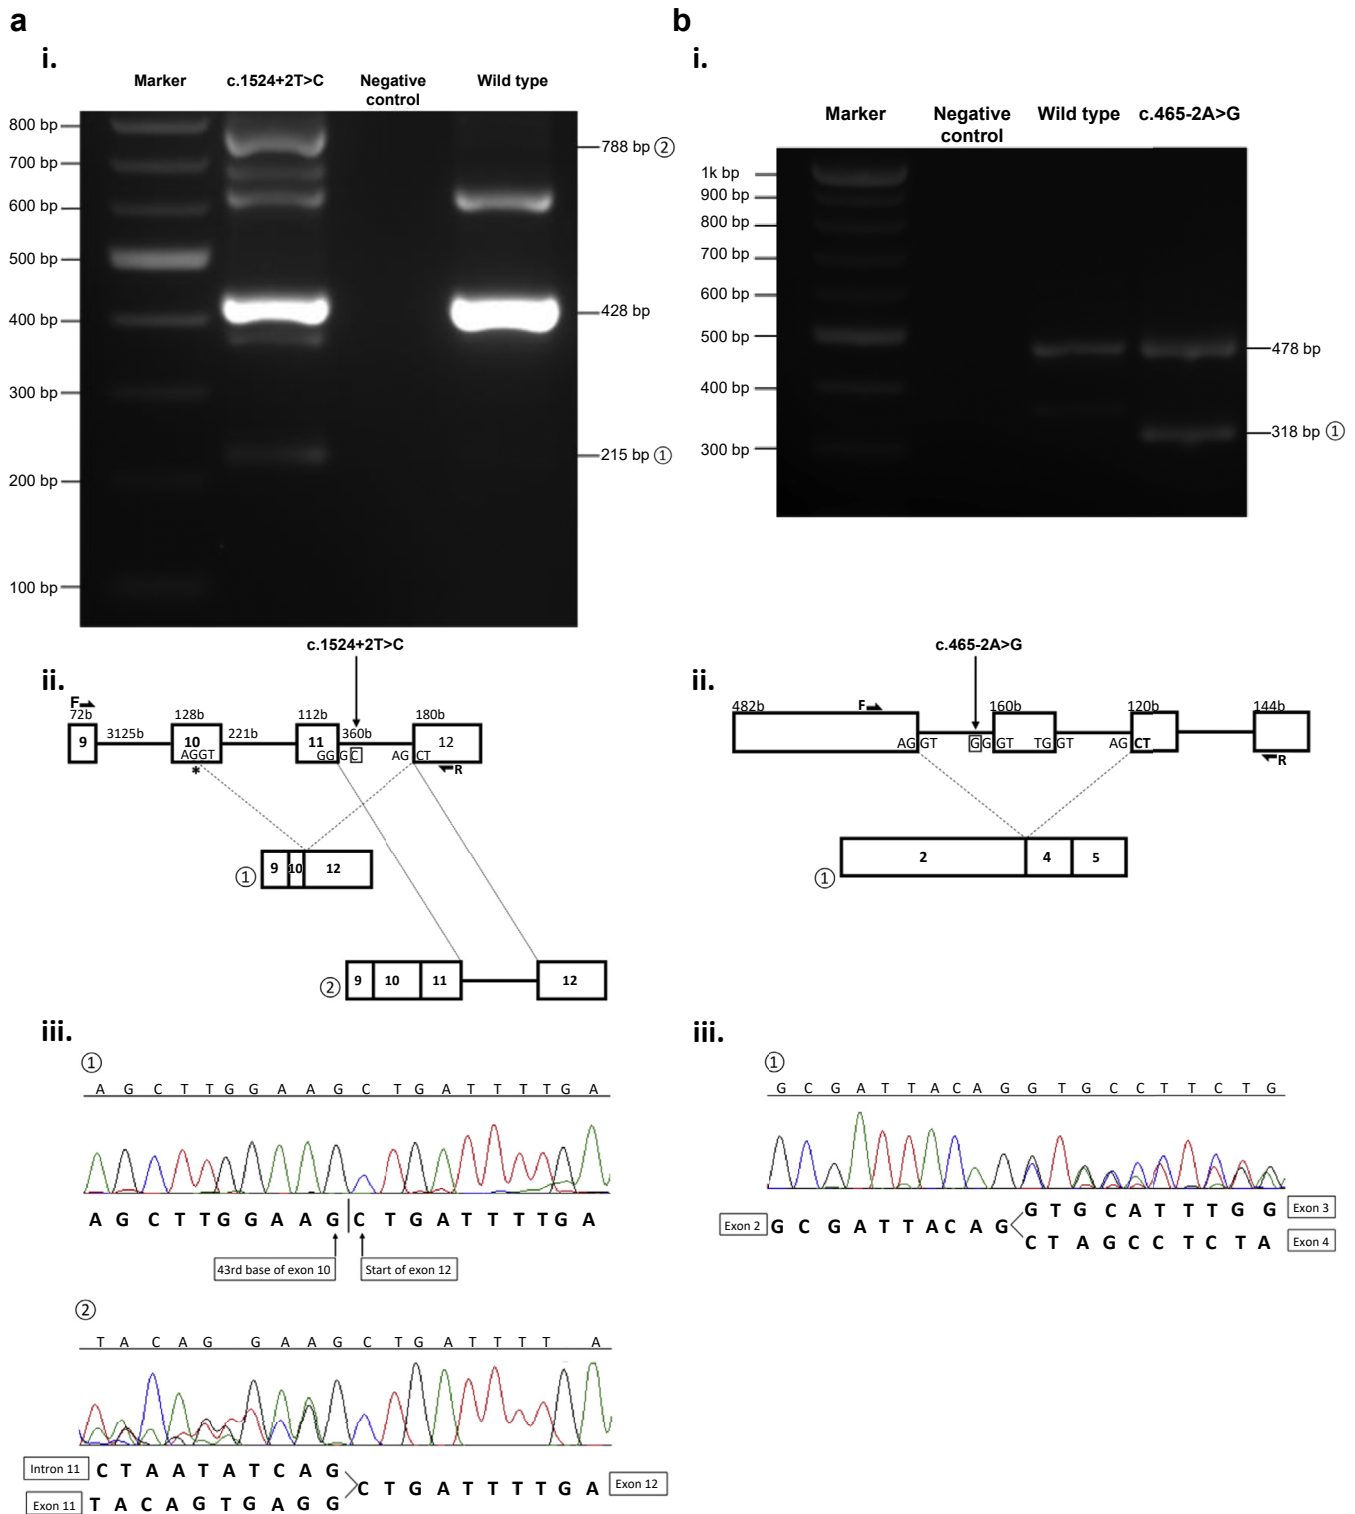 a
i.
Marker c.1524+2T>C Negative control Wild type
800 bp
700 bp
600 bp
500 bp
400 bp
300 bp
200 bp
100 bp
788 bp ②
428 bp
215 bp ①
ii.
c.1524+2T>C
F
72b 3125b 128b 221b 112b 360b 180b
9 10 11 12
AGGT GG G C AG CT
*
R
① 9 10 12
② 9 10 11 12
iii.
①
A G C T T G G A A G C T G A T T T T G A
A G C T T G G A A G C T G A T T T T G A
43rd base of exon 10 Start of exon 12
②
T A C A G G A A G C T G A T T T T A
Intron 11 C T A A T A T C A G
C T G A T T T T G A Exon 12
Exon 11 T A C A G T G A G G
b
i.
Marker Negative control Wild type c.465-2A>G
1k bp
900 bp
800 bp
700 bp
600 bp
500 bp
400 bp
300 bp
478 bp
318 bp ①
ii.
c.465-2A>G
482b F 160b 120b 144b
AG GT G G GT TG GT AG CT
R
① 2 4 5
iii.
①
G C G A T T A C A G G T G C C T T C T G
G T G C A T T T G G Exon 3
Exon 2 G C G A T T A C A G
C T A G C C T C T A Exon 4